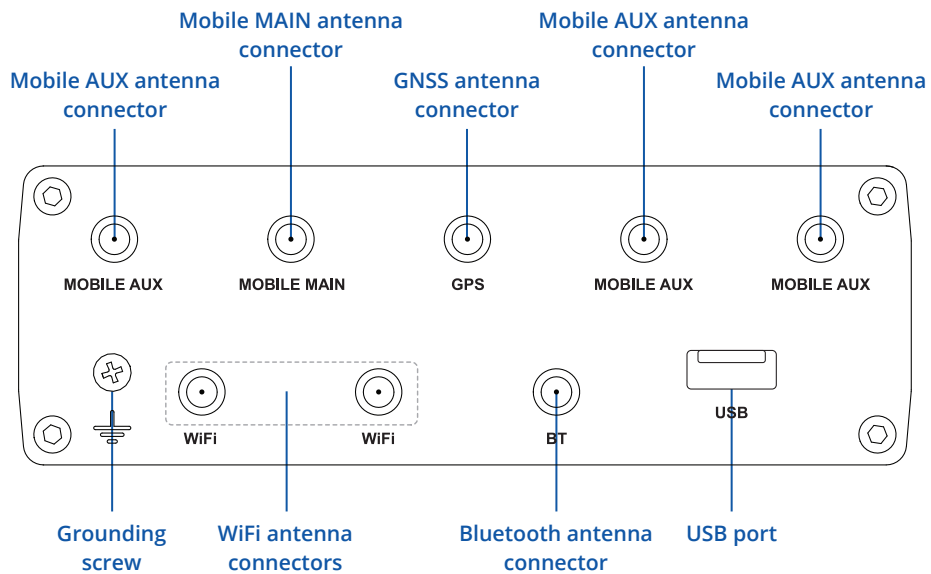 Mobile MAIN antenna
connector
Mobile AUX antenna
connector
Mobile AUX antenna
connector
GNSS antenna
connector
Mobile AUX antenna
connector
MOBILE AUX
MOBILE MAIN
GPS
MOBILE AUX
MOBILE AUX
USB
WiFi
WiFi
BT
Grounding
screw
WiFi antenna
connectors
Bluetooth antenna
connector
USB port